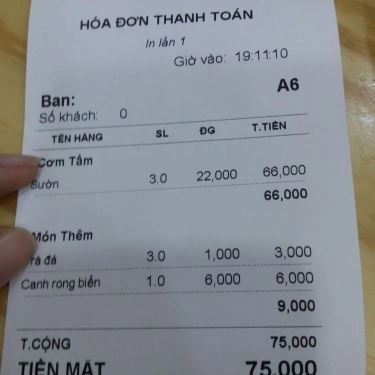 HÓA ĐƠN THANH TOÁN
In lần 1
Giờ vào: 19:11:10
Ban: A6
Số khách: 0
TÊN HÀNG SL ĐG T.TIỀN
Cơm Tấm
Sườn 3.0 22,000 66,000
66,000
Món Thêm
Trà đá 3.0 1,000 3,000
Canh rong biển 1.0 6,000 6,000
9,000
T.CỘNG 75,000
TIỀN MẶT 75,000